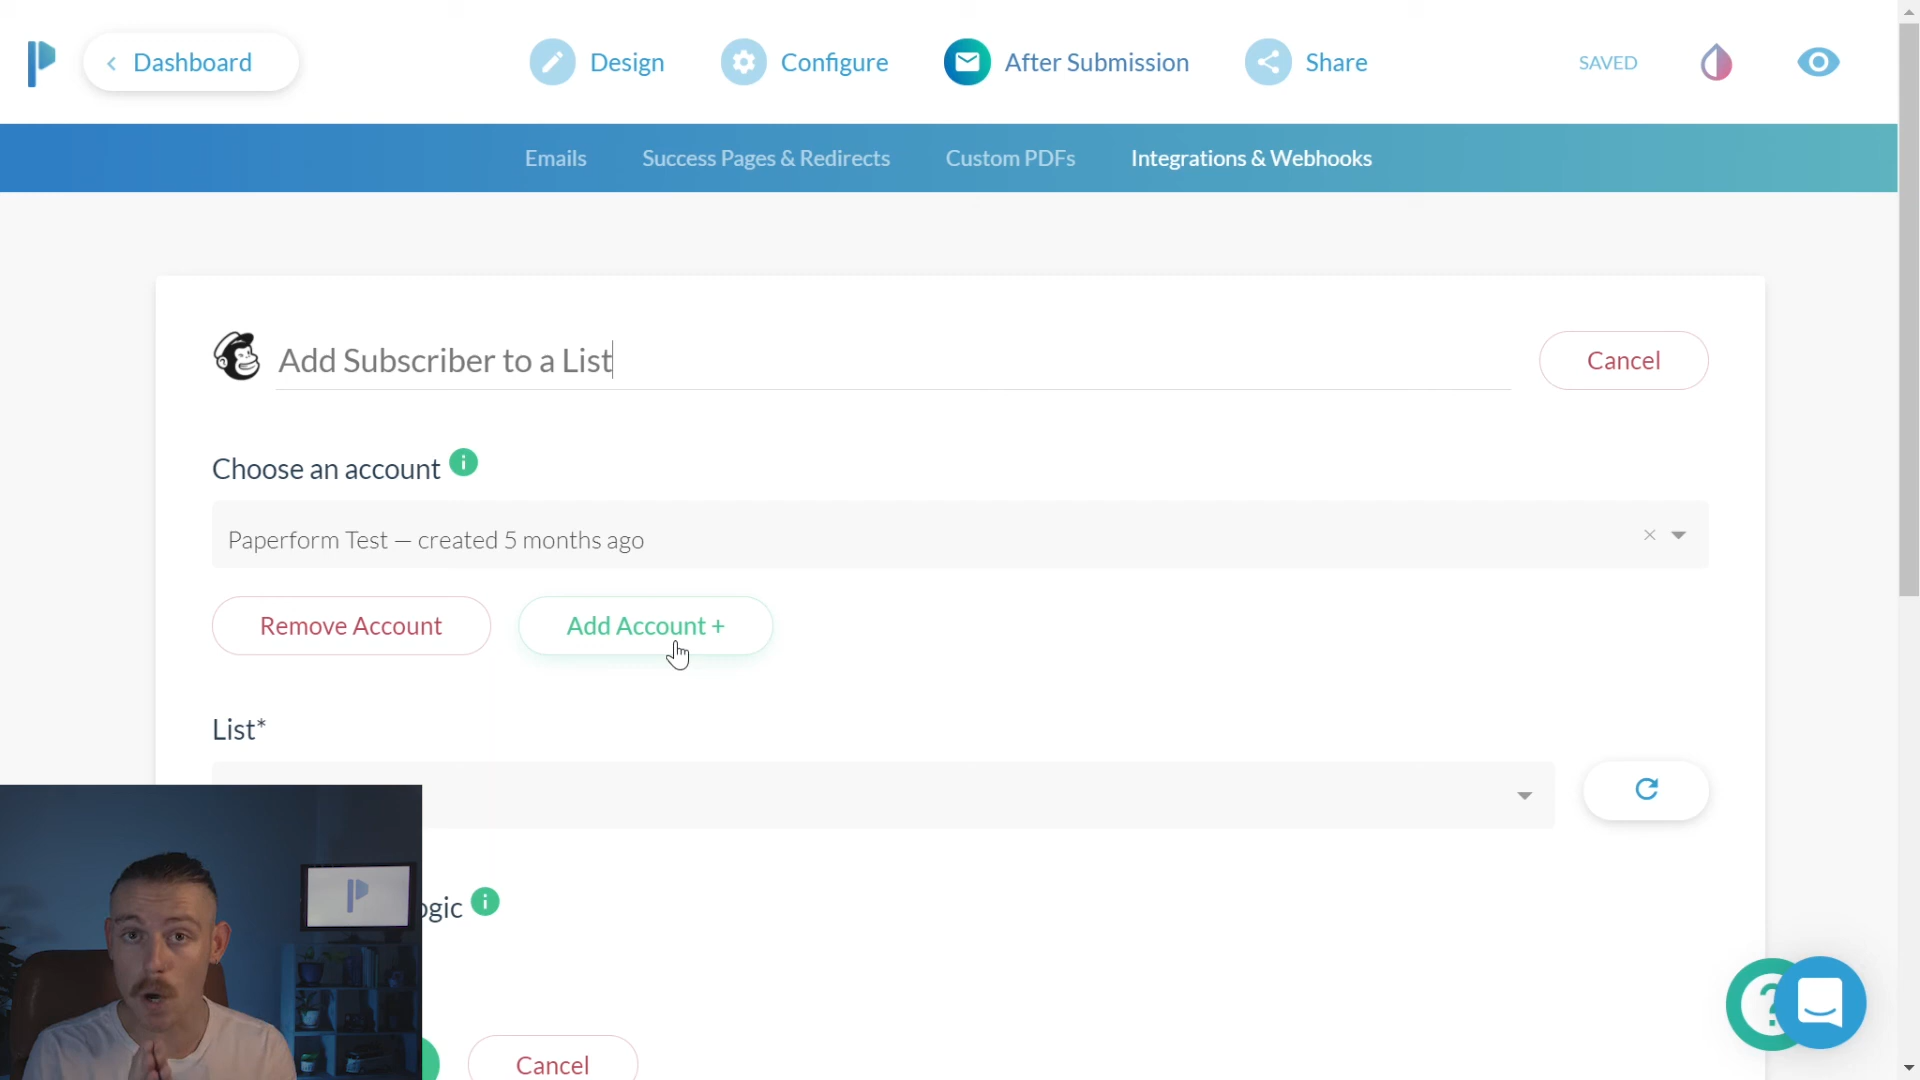 Dashboard
Design
Configure
After Submission
Share
SAVED
Emails
Success Pages & Redirects
Custom PDFs
Integrations & Webhooks
Add Subscriber to a List
Cancel
Choose an account
Paperform Test — created 5 months ago
Remove Account
Add Account +
List*
ogic
Cancel